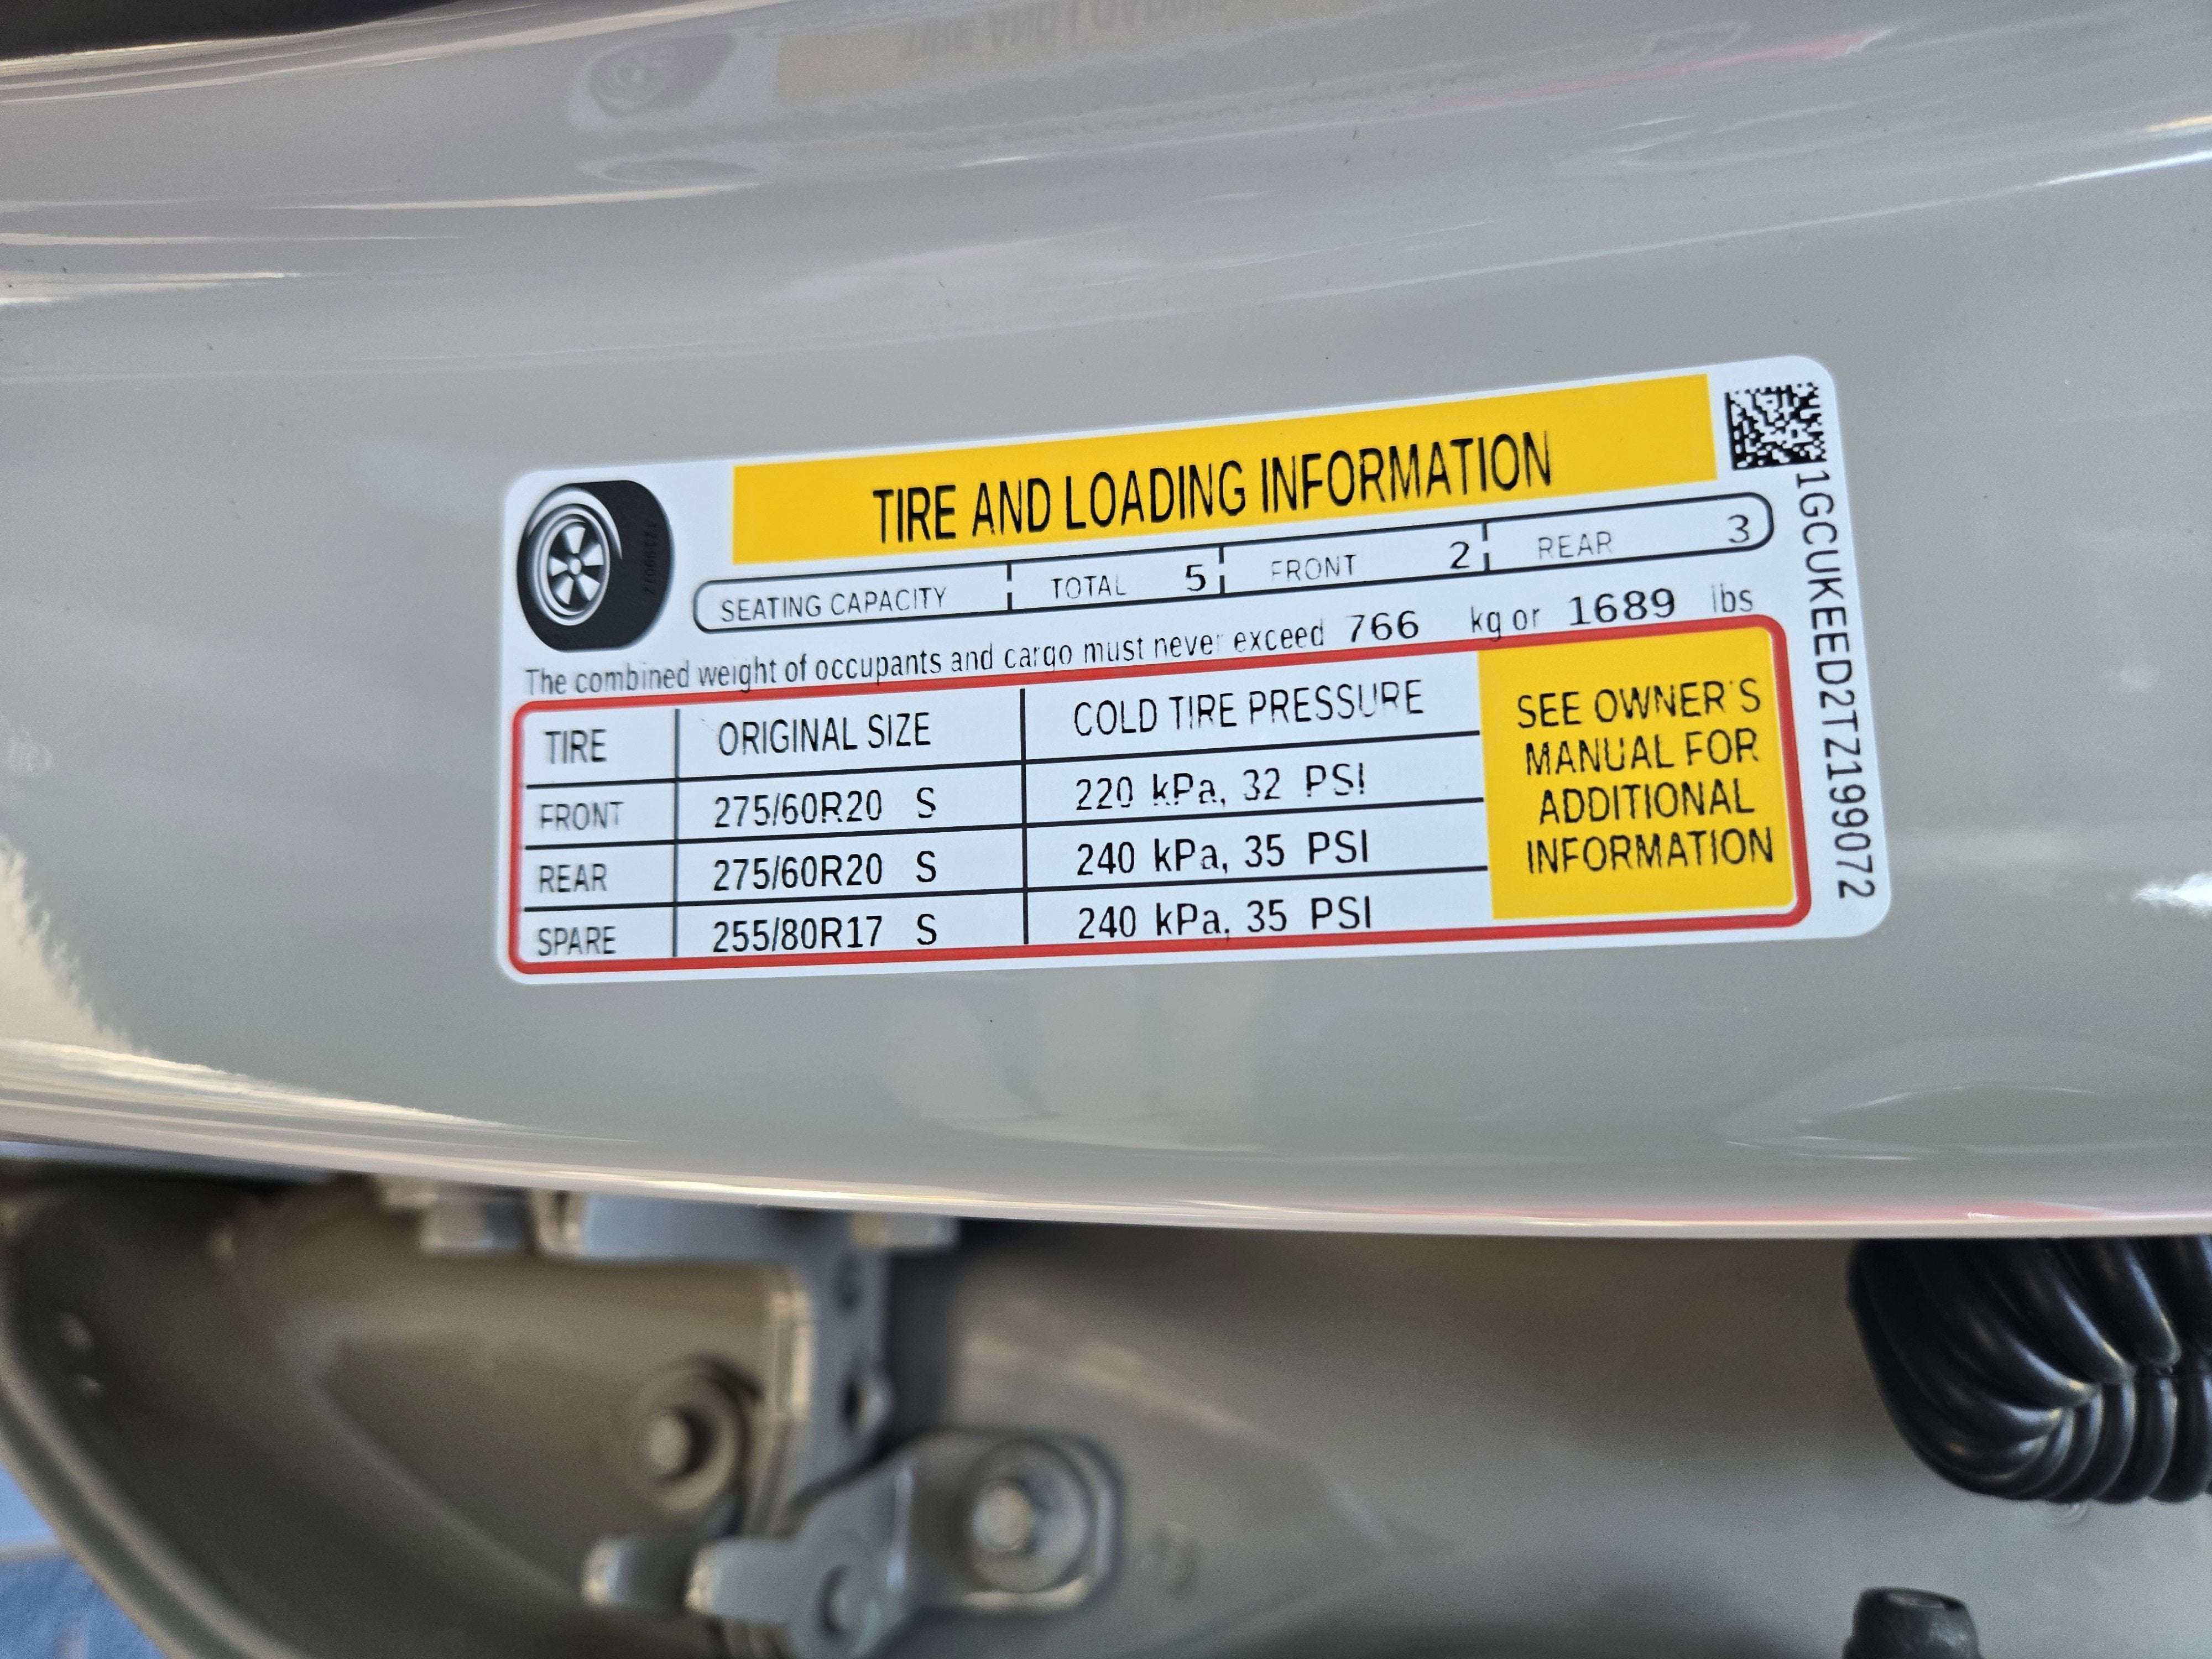 TIRE AND LOADING INFORMATION
SEATING CAPACITY TOTAL 5 FRONT 2 REAR 3
The combined weight of occupants and cargo must never exceed 766 kg or 1689 lbs
TIRE ORIGINAL SIZE COLD TIRE PRESSURE
FRONT 275/60R20 S 220 kPa, 32 PSI
REAR 275/60R20 S 240 kPa, 35 PSI
SPARE 255/80R17 S 240 kPa, 35 PSI
SEE OWNER'S
MANUAL FOR
ADDITIONAL
INFORMATION
1GCUKEED2TZ199072